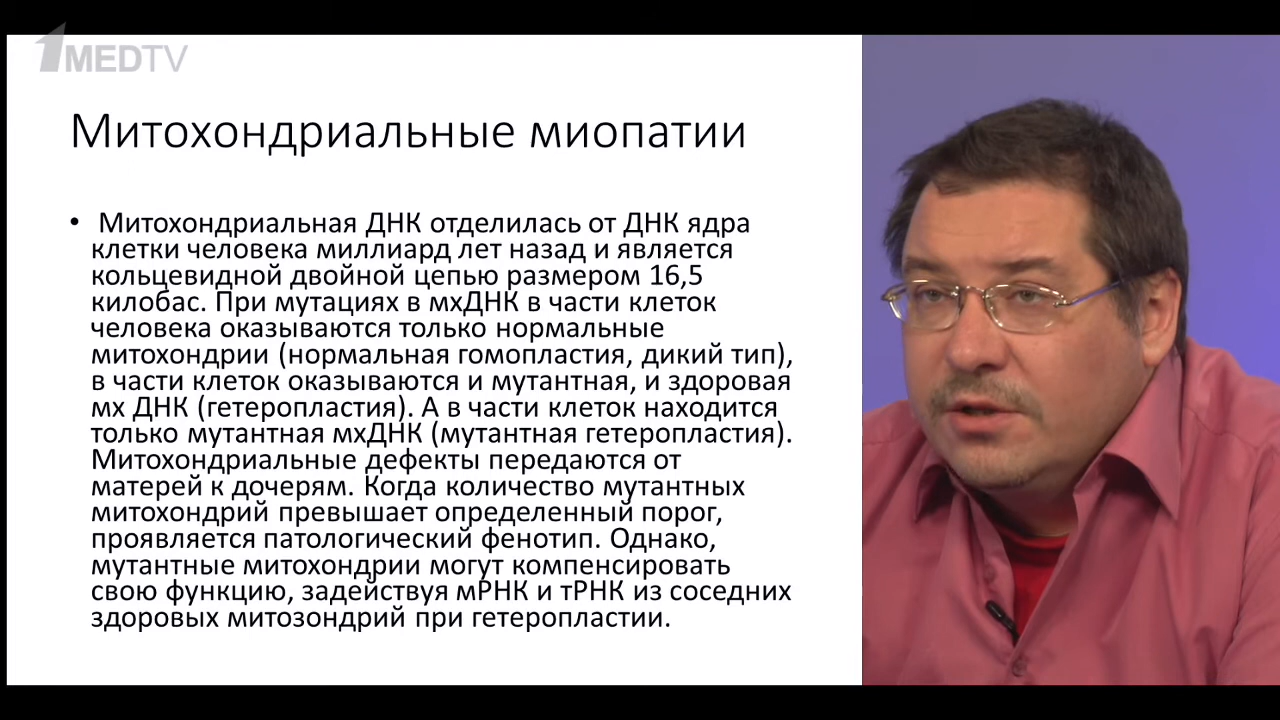 1MEDTV
Митохондриальные миопатии
• Митохондриальная ДНК отделилась от ДНК ядра
клетки человека миллиард лет назад и является
кольцевидной двойной цепью размером 16,5
килобас. При мутациях в мхДНК в части клеток
человека оказываются только нормальные
митохондрии (нормальная гомопластия, дикий тип),
в части клеток оказываются и мутантная, и здоровая
мх ДНК (гетеропластия). А в части клеток находится
только мутантная мхДНК (мутантная гетеропластия).
Митохондриальные дефекты передаются от
матерей к дочерям. Когда количество мутантных
митохондрий превышает определенный порог,
проявляется патологический фенотип. Однако,
мутантные митохондрии могут компенсировать
свою функцию, задействуя мРНК и тРНК из соседних
здоровых митозондрий при гетеропластии.